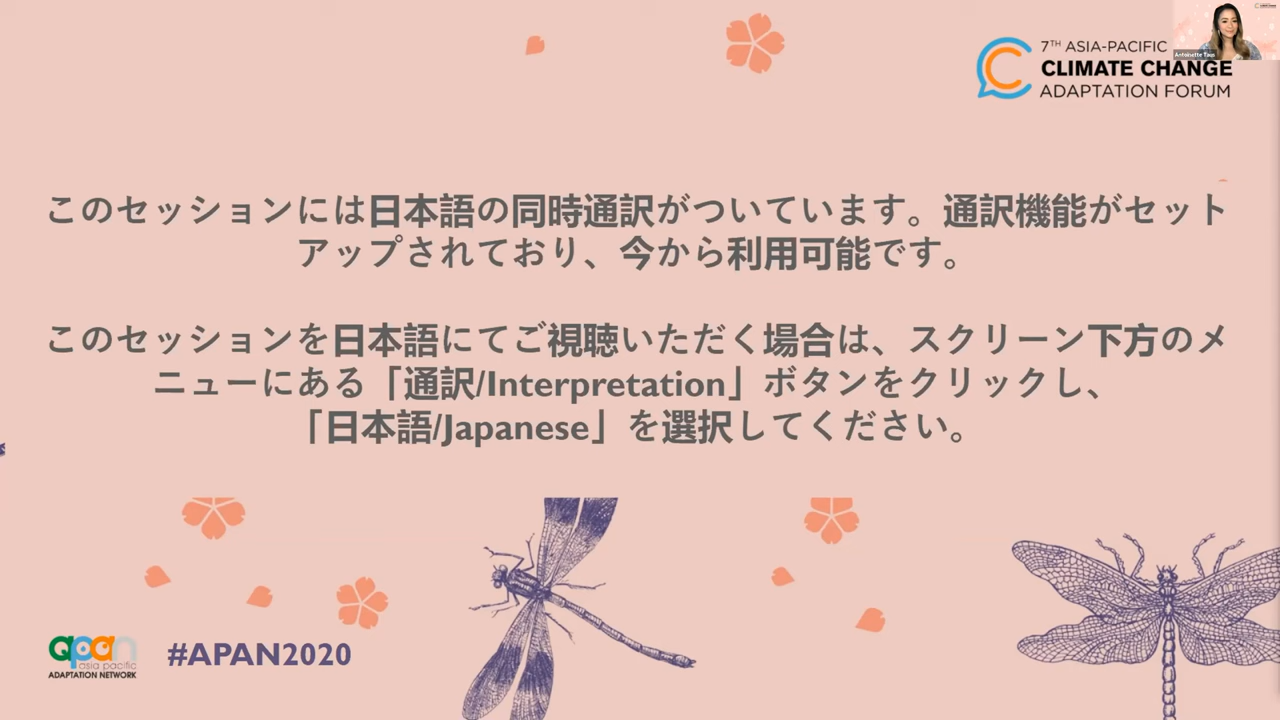 7TH ASIA-PACIFIC
CLIMATE CHANGE
ADAPTATION FORUM
このセッションには日本語の同時通訳がついています。通訳機能がセット
アップされており、今から利用可能です。
このセッションを日本語にてご視聴いただく場合は、スクリーン下方のメ
ニューにある「通訳/Interpretation」ボタンをクリックし、
「日本語/Japanese」を選択してください。
apan
asia pacific
ADAPTATION NETWORK
#APAN2020